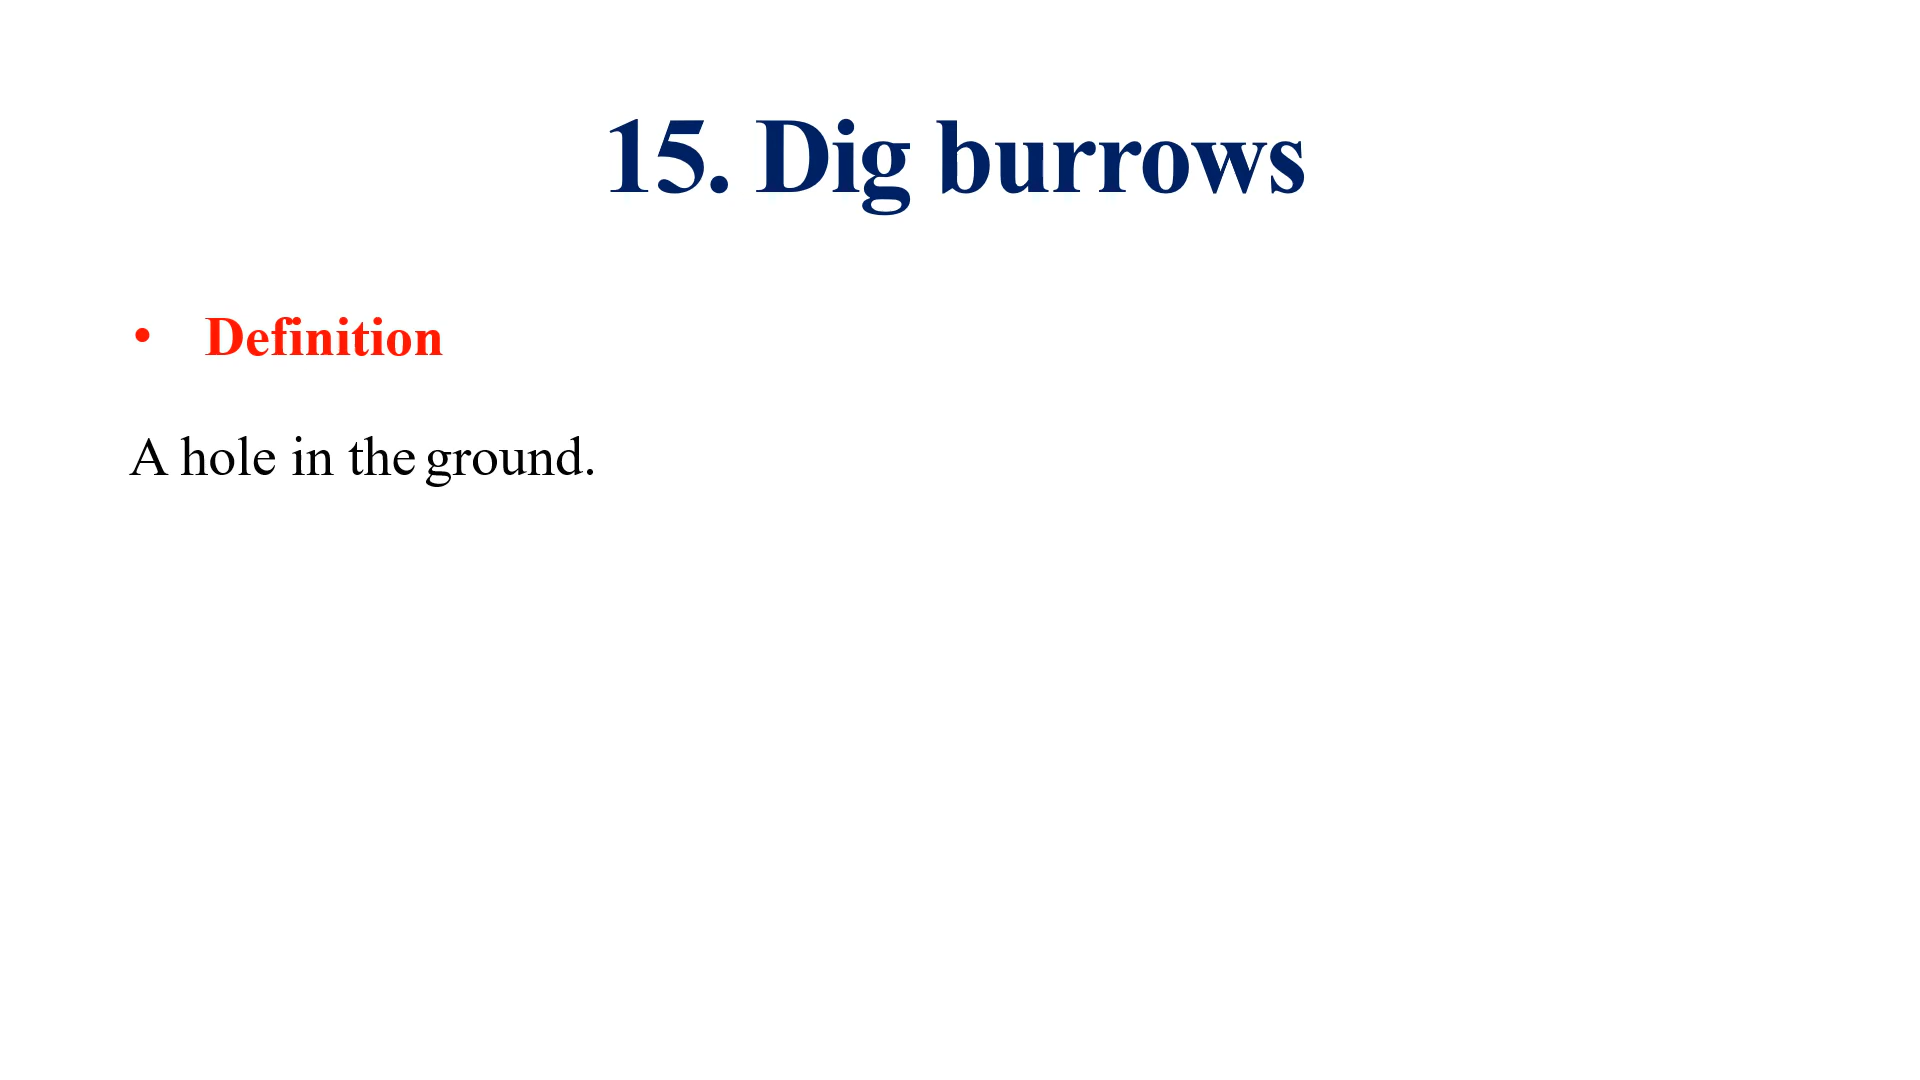 15. Dig burrows
• Definition
A hole in the ground.